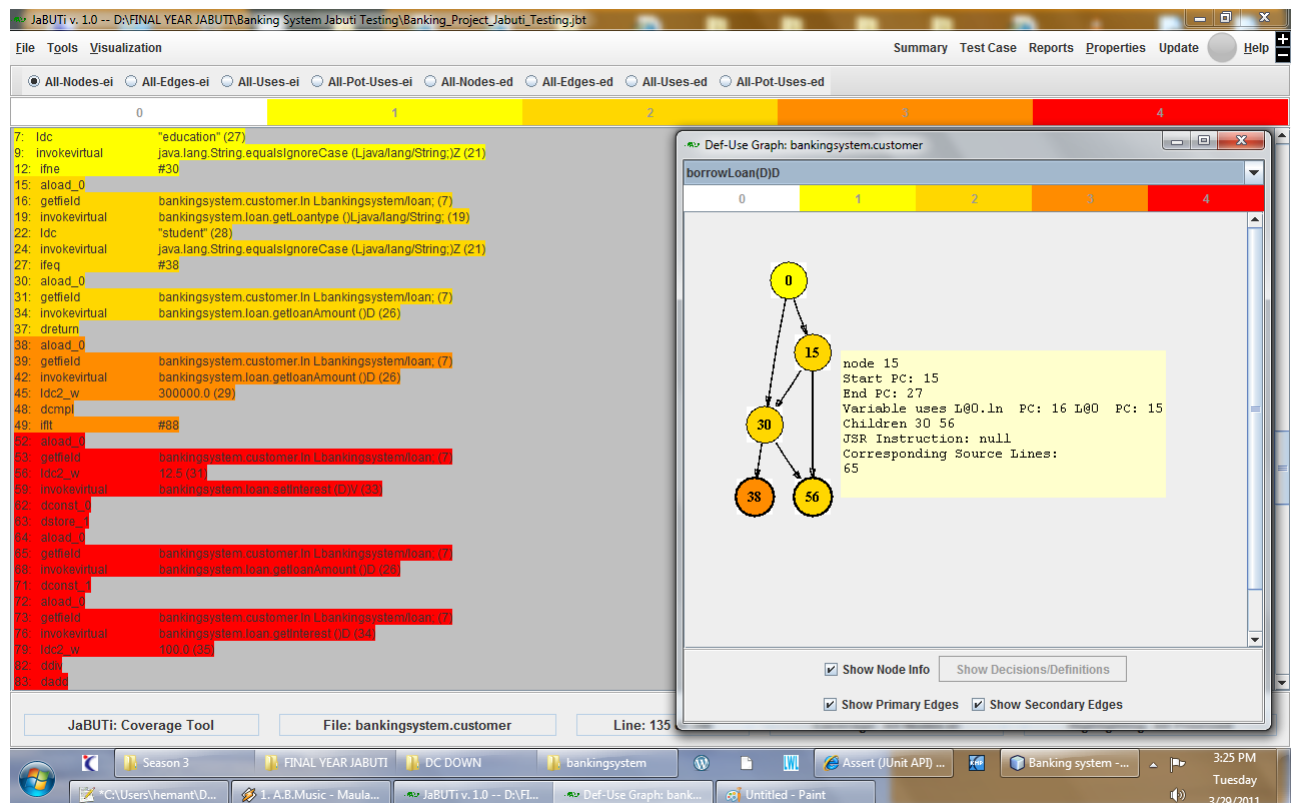 JaBUTi v. 1.0 -- D:\FINAL YEAR JABUTI\Banking System Jabuti Testing\Banking_Project_Jabuti_Testing.jbt
File Tools Visualization Summary Test Case Reports Properties Update Help
All-Nodes-ei All-Edges-ei All-Uses-ei All-Pot-Uses-ei All-Nodes-ed All-Edges-ed All-Uses-ed All-Pot-Uses-ed
0 1 2 3 4
7: ldc "education" (27)
9: invokevirtual java.lang.String.equalsIgnoreCase (Ljava/lang/String;)Z (21)
12: ifne #30
15: aload_0
16: getfield bankingsystem.customer.ln Lbankingsystem/loan; (7)
19: invokevirtual bankingsystem.loan.getLoantype ()Ljava/lang/String; (19)
22: ldc "student" (28)
24: invokevirtual java.lang.String.equalsIgnoreCase (Ljava/lang/String;)Z (21)
27: ifeq #38
30: aload_0
31: getfield bankingsystem.customer.ln Lbankingsystem/loan; (7)
34: invokevirtual bankingsystem.loan.getloanAmount ()D (26)
37: dreturn
38: aload_0
39: getfield bankingsystem.customer.ln Lbankingsystem/loan; (7)
42: invokevirtual bankingsystem.loan.getloanAmount ()D (26)
45: ldc2_w 300000.0 (29)
48: dcmpl
49: iflt #88
52: aload_0
53: getfield bankingsystem.customer.ln Lbankingsystem/loan; (7)
56: ldc2_w 12.5 (31)
59: invokevirtual bankingsystem.loan.setInterest (D)V (33)
62: dconst_0
63: dstore_1
64: aload_0
65: getfield bankingsystem.customer.ln Lbankingsystem/loan; (7)
68: invokevirtual bankingsystem.loan.getloanAmount ()D (26)
71: dconst_1
72: aload_0
73: getfield bankingsystem.customer.ln Lbankingsystem/loan; (7)
76: invokevirtual bankingsystem.loan.getInterest ()D (34)
79: ldc2_w 100.0 (35)
82: ddiv
83: dadd
Def-Use Graph: bankingsystem.customer
borrowLoan(D)D
0 1 2 3 4
0
15
30
38 56
node 15
Start PC: 15
End PC: 27
Variable uses L@0.ln PC: 16 L@0 PC: 15
Children 30 56
JSR Instruction: null
Corresponding Source Lines:
65
Show Node Info Show Decisions/Definitions
Show Primary Edges Show Secondary Edges
JaBUTi: Coverage Tool File: bankingsystem.customer Line: 135
Season 3 FINAL YEAR JABUTI DC DOWN bankingsystem LWL Assert (JUnit API) ... XMP Banking system -... 3:25 PM
Tuesday
*C:\Users\hemant\D... 1. A.B.Music - Maula... JaBUTi v. 1.0 -- D:\FI... Def-Use Graph: bank... Untitled - Paint 3/29/2011